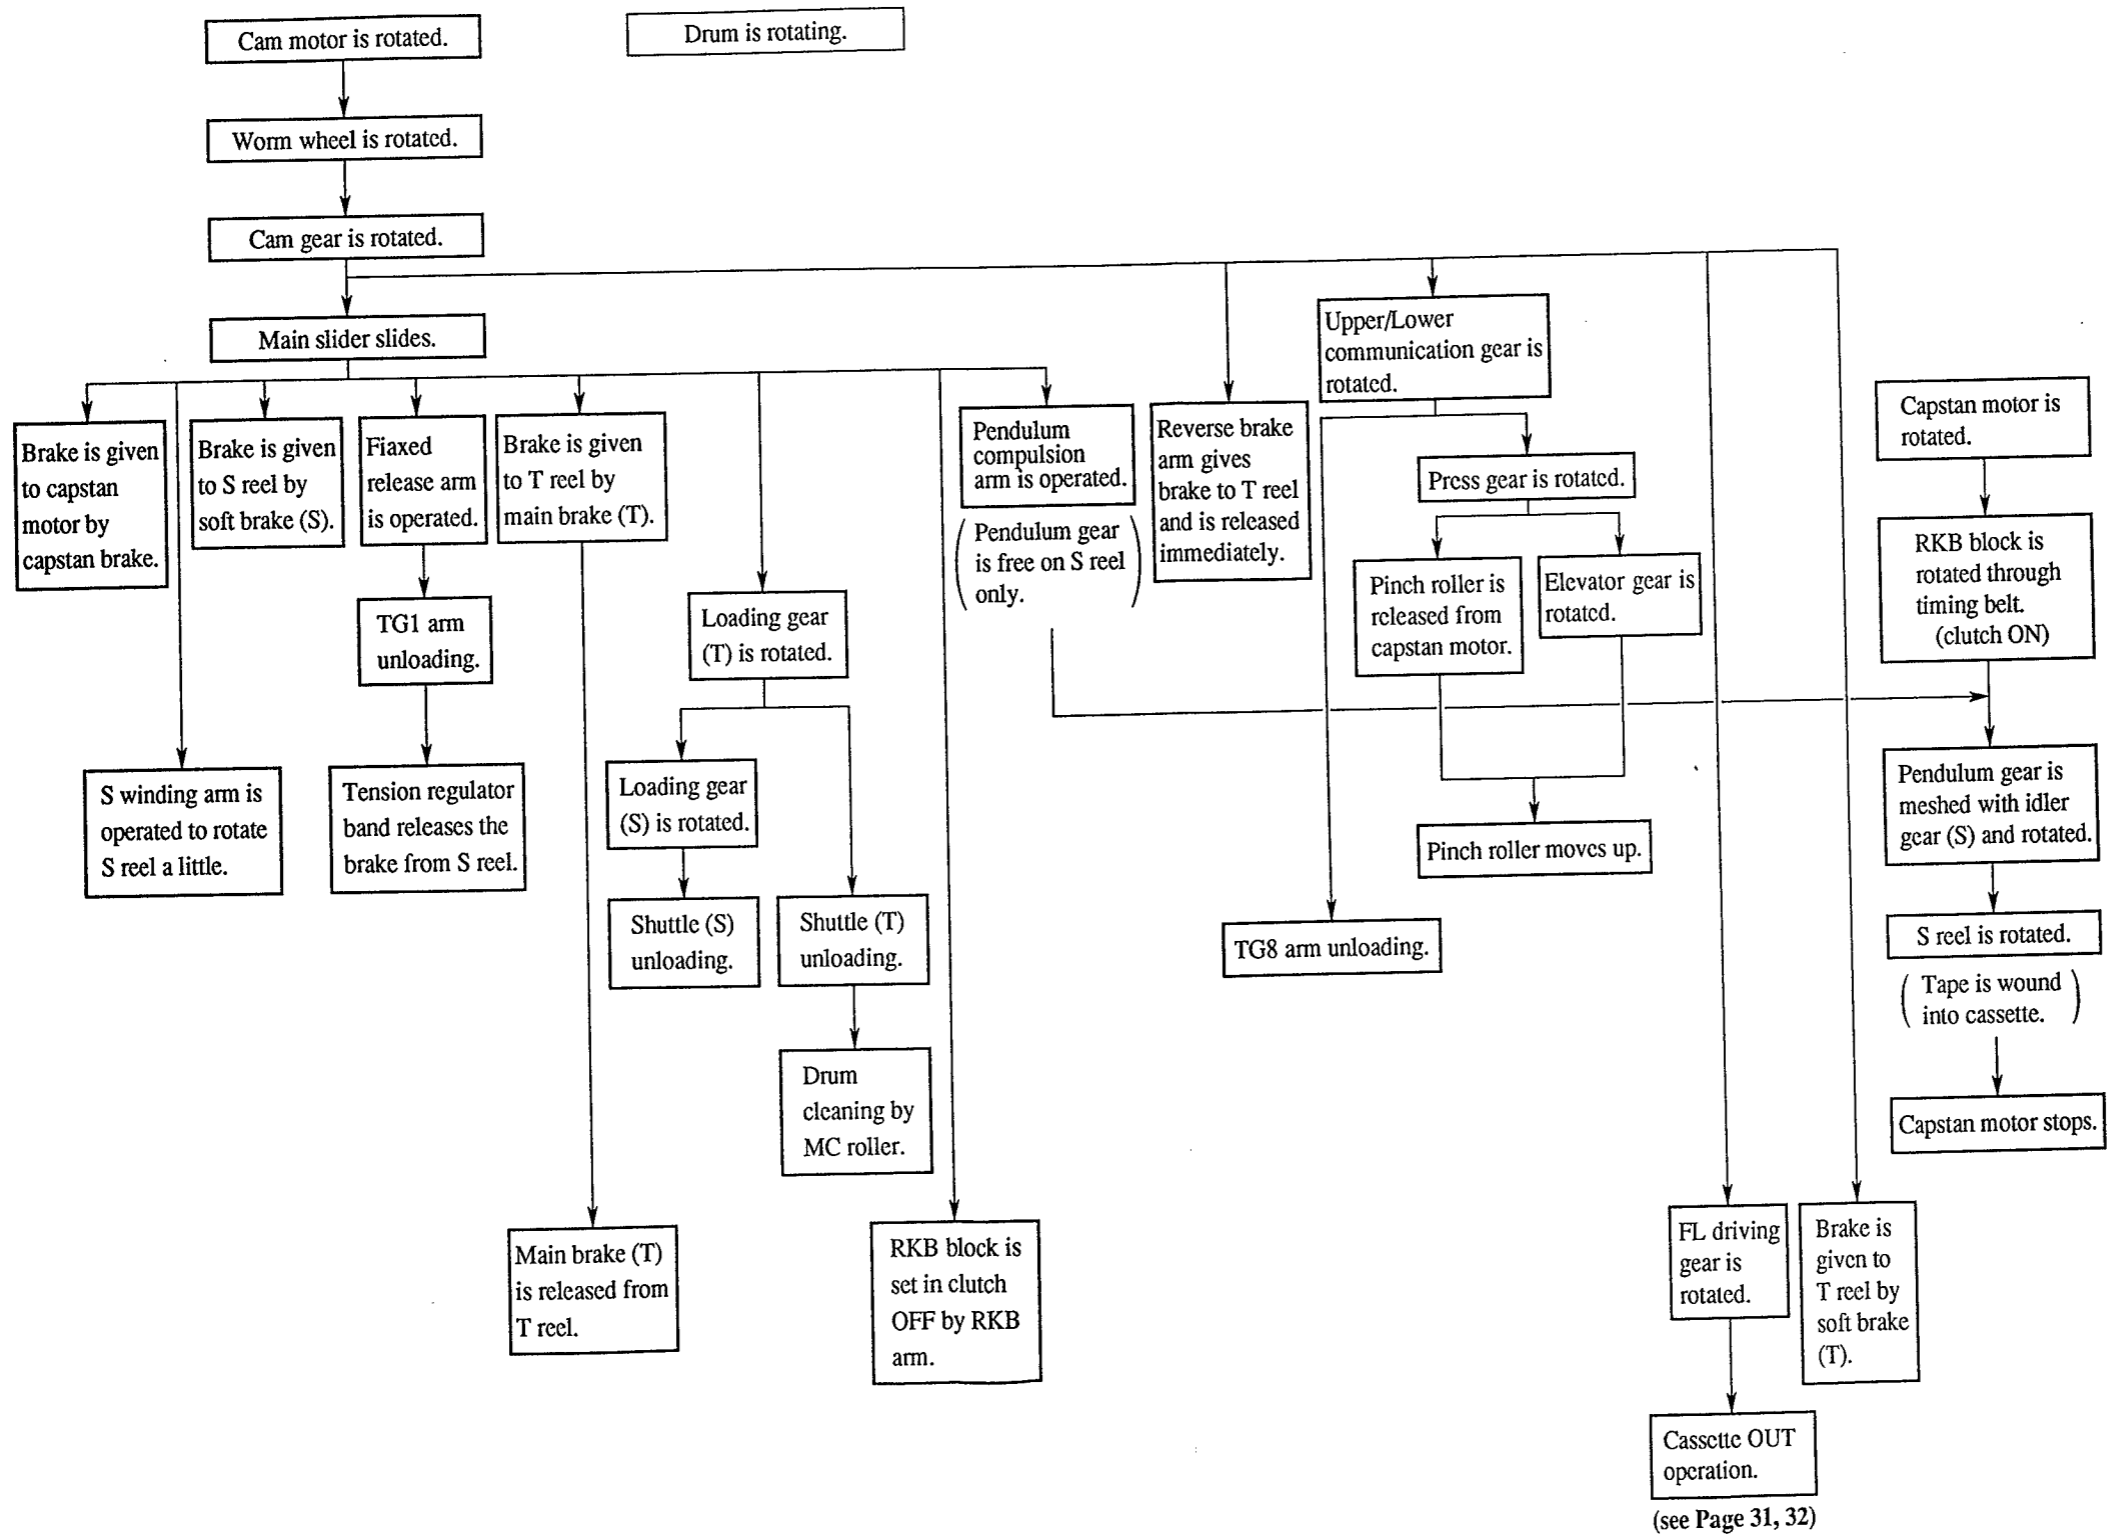 Cam motor is rotated.
Drum is rotating.
Worm wheel is rotated.
Cam gear is rotated.
Main slider slides.
Upper/Lower
communication gear is
rotated.
Brake is given
to capstan
motor by
capstan brake.
Brake is given
to S reel by
soft brake (S).
Fiaxed
release arm
is operated.
Brake is given
to T reel by
main brake (T).
Pendulum
compulsion
arm is operated.
(Pendulum gear
is free on S reel
only.)
Reverse brake
arm gives
brake to T reel
and is released
immediately.
Press gear is rotated.
Capstan motor is
rotated.
RKB block is
rotated through
timing belt.
(clutch ON)
Pinch roller is
released from
capstan motor.
Elevator gear is
rotated.
TG1 arm
unloading.
Loading gear
(T) is rotated.
S winding arm is
operated to rotate
S reel a little.
Tension regulator
band releases the
brake from S reel.
Loading gear
(S) is rotated.
Pinch roller moves up.
Pendulum gear is
meshed with idler
gear (S) and rotated.
Shuttle (S)
unloading.
Shuttle (T)
unloading.
TG8 arm unloading.
S reel is rotated.
(Tape is wound
into cassette.)
Drum
cleaning by
MC roller.
Capstan motor stops.
Main brake (T)
is released from
T reel.
RKB block is
set in clutch
OFF by RKB
arm.
FL driving
gear is
rotated.
Brake is
given to
T reel by
soft brake
(T).
Cassette OUT
operation.
(see Page 31, 32)